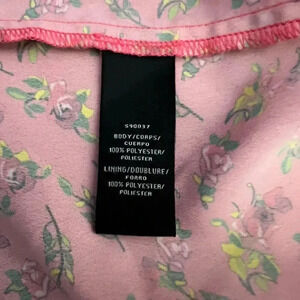 S90037
BODY/CORPS/
CUERPO
100% POLYESTER/
POLIESTER
LINING/DOUBLURE/
FORRO
100% POLYESTER/
POLIESTER